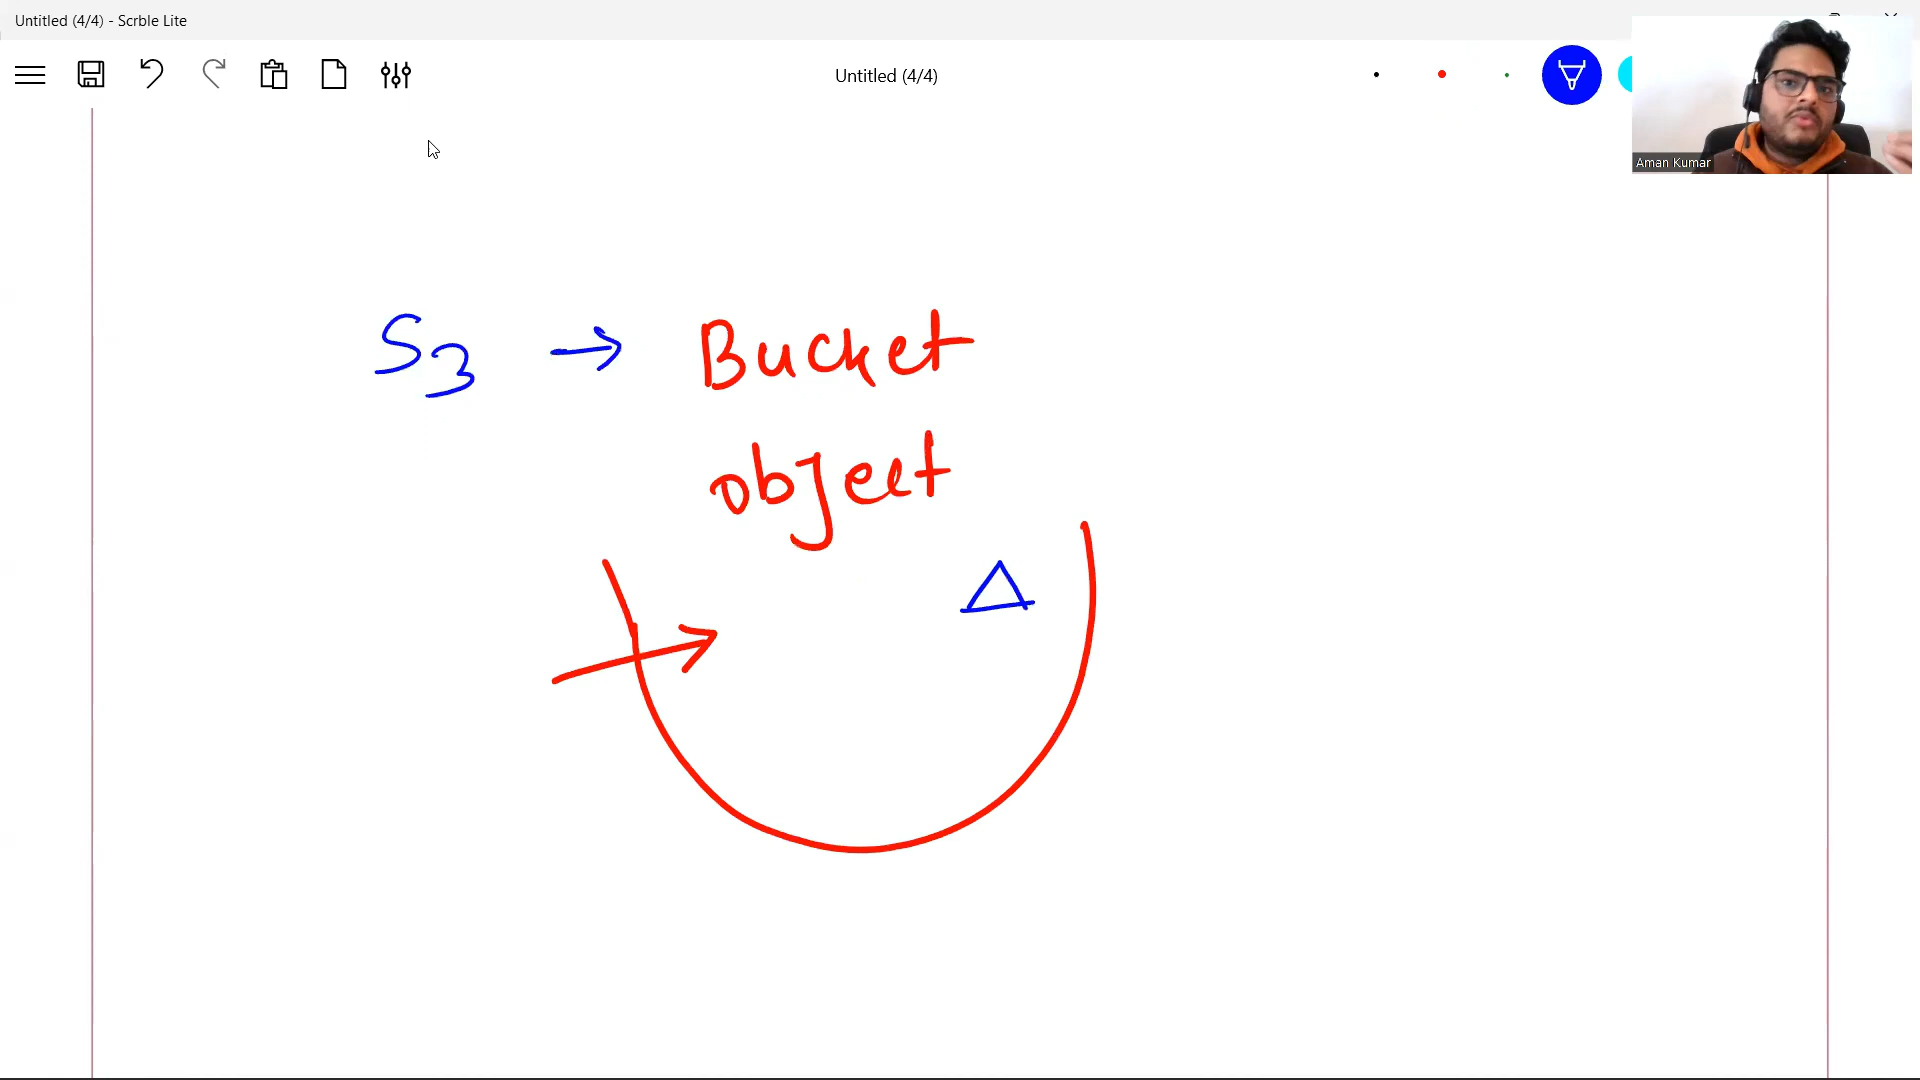 Untitled (4/4) - Scrble Lite
Untitled (4/4)
Aman Kumar
S3 → Bucket
object